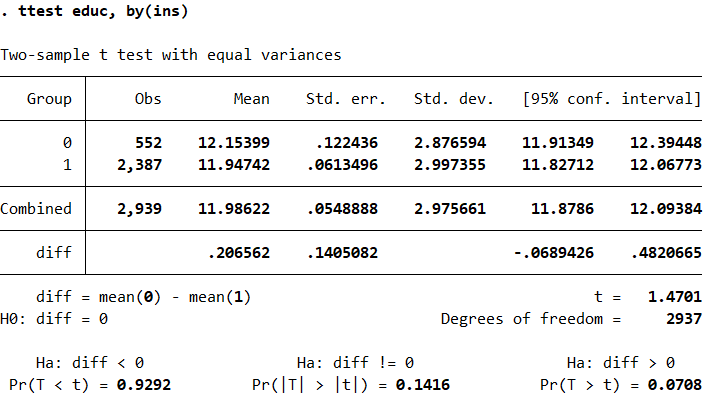 . ttest educ, by(ins)
Two-sample t test with equal variances
Group Obs Mean Std. err. Std. dev. [95% conf. interval]
0 552 12.15399 .122436 2.876594 11.91349 12.39448
1 2,387 11.94742 .0613496 2.997355 11.82712 12.06773
Combined 2,939 11.98622 .0548888 2.975661 11.8786 12.09384
diff .206562 .1405082 -.0689426 .4820665
diff = mean(0) - mean(1) t = 1.4701
H0: diff = 0 Degrees of freedom = 2937
Ha: diff < 0 Ha: diff != 0 Ha: diff > 0
Pr(T < t) = 0.9292 Pr(|T| > |t|) = 0.1416 Pr(T > t) = 0.0708